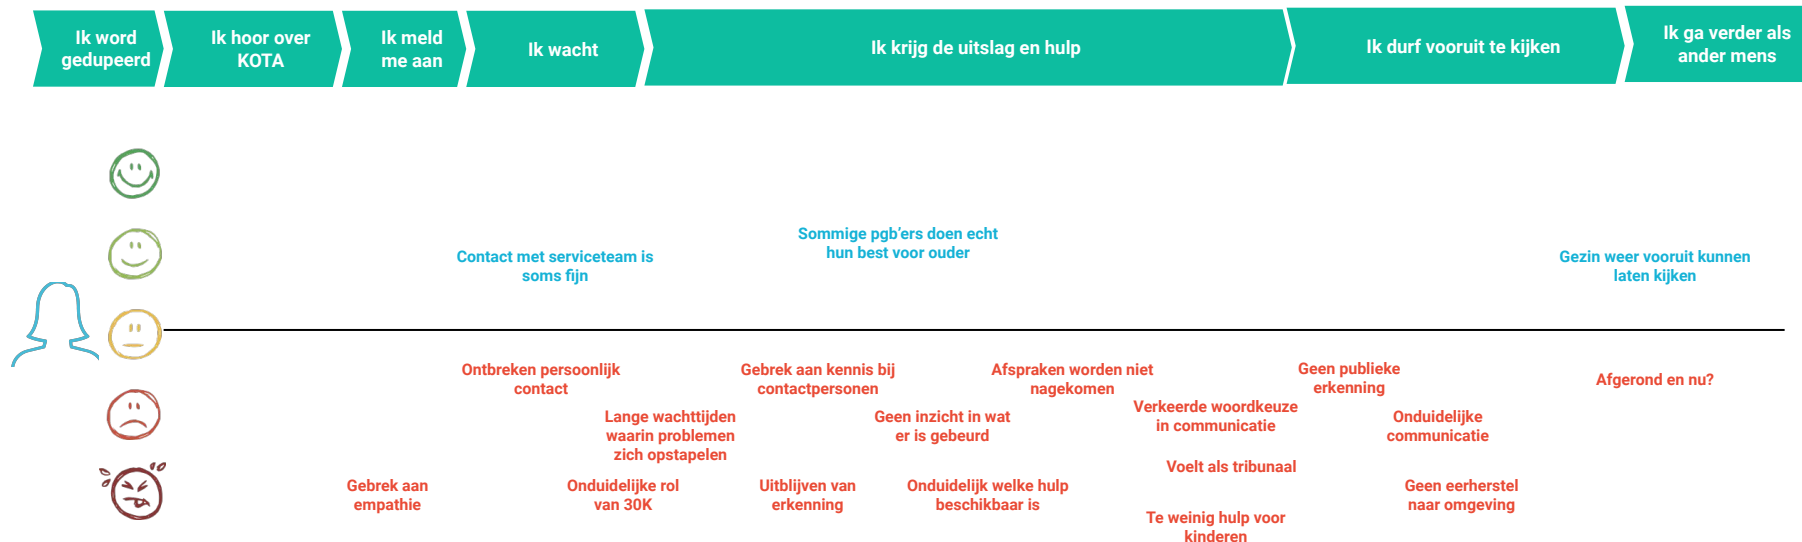 Ik word
gedupeerd
Ik hoor over
KOTA
Ik meld
me aan
Ik wacht
Ik krijg de uitslag en hulp
Ik durf vooruit te kijken
Ik ga verder als
ander mens
Contact met serviceteam is
soms fijn
Sommige pgb'ers doen echt
hun best voor ouder
Gezin weer vooruit kunnen
laten kijken
Ontbreken persoonlijk
contact
Gebrek aan kennis bij
contactpersonen
Afspraken worden niet
nagekomen
Geen publieke
erkenning
Afgerond en nu?
Lange wachttijden
waarin problemen
zich opstapelen
Geen inzicht in wat
er is gebeurd
Verkeerde woordkeuze
in communicatie
Onduidelijke
communicatie
Voelt als tribunaal
Gebrek aan
empathie
Onduidelijke rol
van 30K
Uitblijven van
erkenning
Onduidelijk welke hulp
beschikbaar is
Geen eerherstel
naar omgeving
Te weinig hulp voor
kinderen